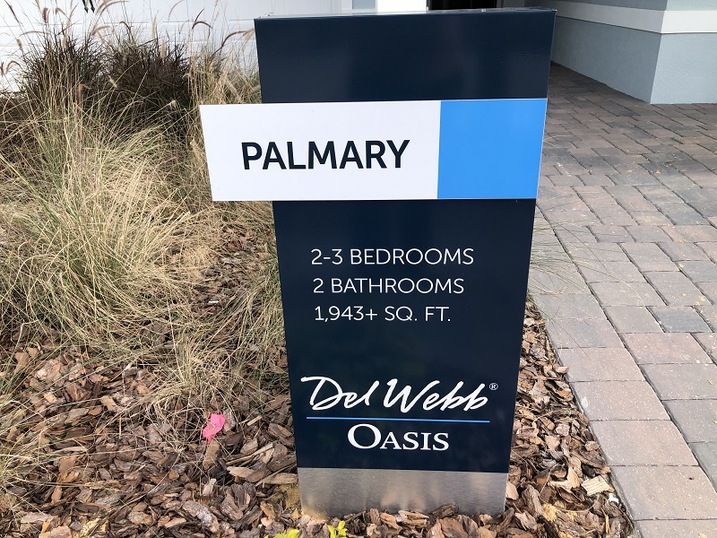 PALMARY
2-3 BEDROOMS
2 BATHROOMS
1,943+ SQ. FT.
Del Webb®
OASIS